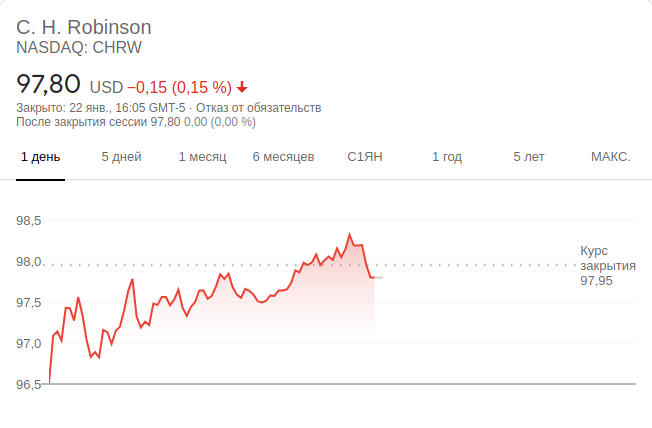 C. H. Robinson
NASDAQ: CHRW
97,80 USD −0,15 (0,15 %)
Закрыто: 22 янв., 16:05 GMT-5 · Отказ от обязательств
После закрытия сессии 97,80 0,00 (0,00 %)
1 день 5 дней 1 месяц 6 месяцев С1ЯН 1 год 5 лет МАКС.
98,5
98,0
97,5
97,0
96,5
Курс
закрытия
97,95